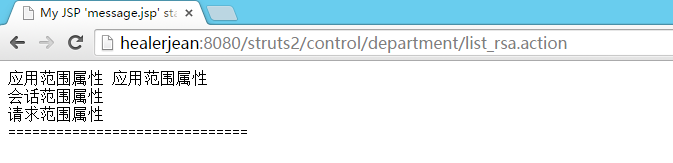 My JSP 'message.jsp' sta
healerjean:8080/struts2/control/department/list_rsa.action
应用范围属性 应用范围属性
会话范围属性
请求范围属性
==============================